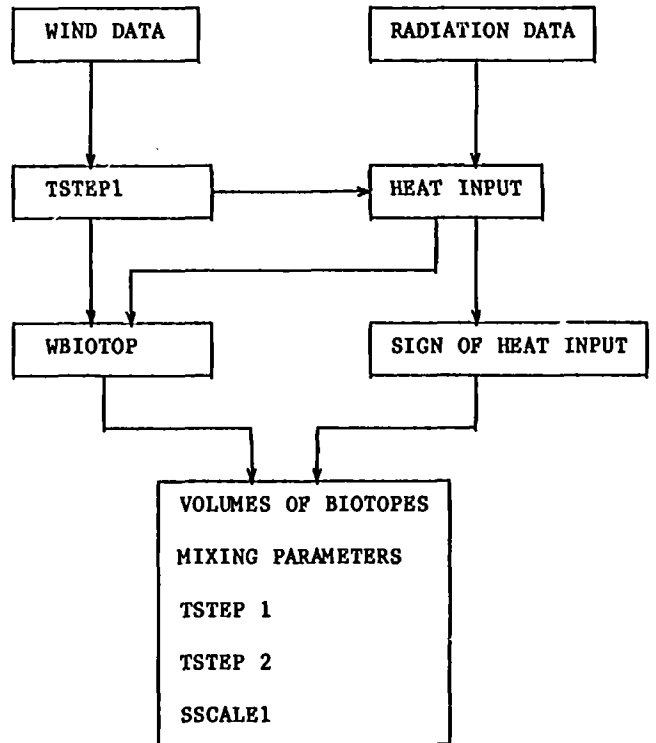 WIND DATA
RADIATION DATA
TSTEP1
HEAT INPUT
WBIOTOP
SIGN OF HEAT INPUT
VOLUMES OF BIOTOPES
MIXING PARAMETERS
TSTEP 1
TSTEP 2
SSCALE1